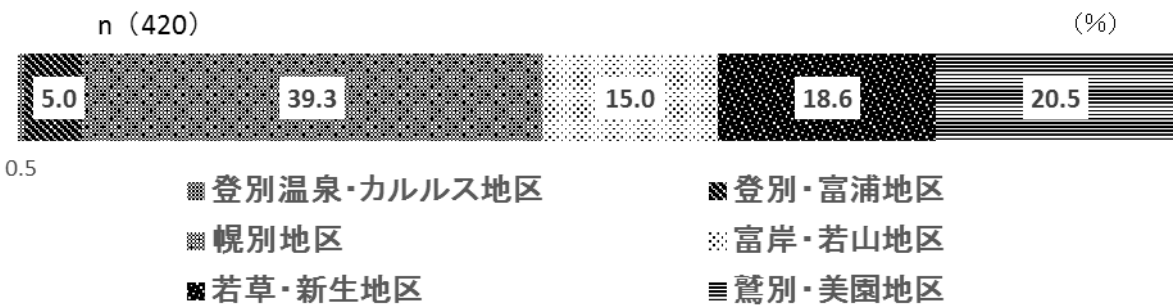 n（420）
（%）
5.0 39.3 15.0 18.6 20.5
0.5
登別温泉・カルルス地区 登別・富浦地区
幌別地区 富岸・若山地区
若草・新生地区 鷲別・美園地区